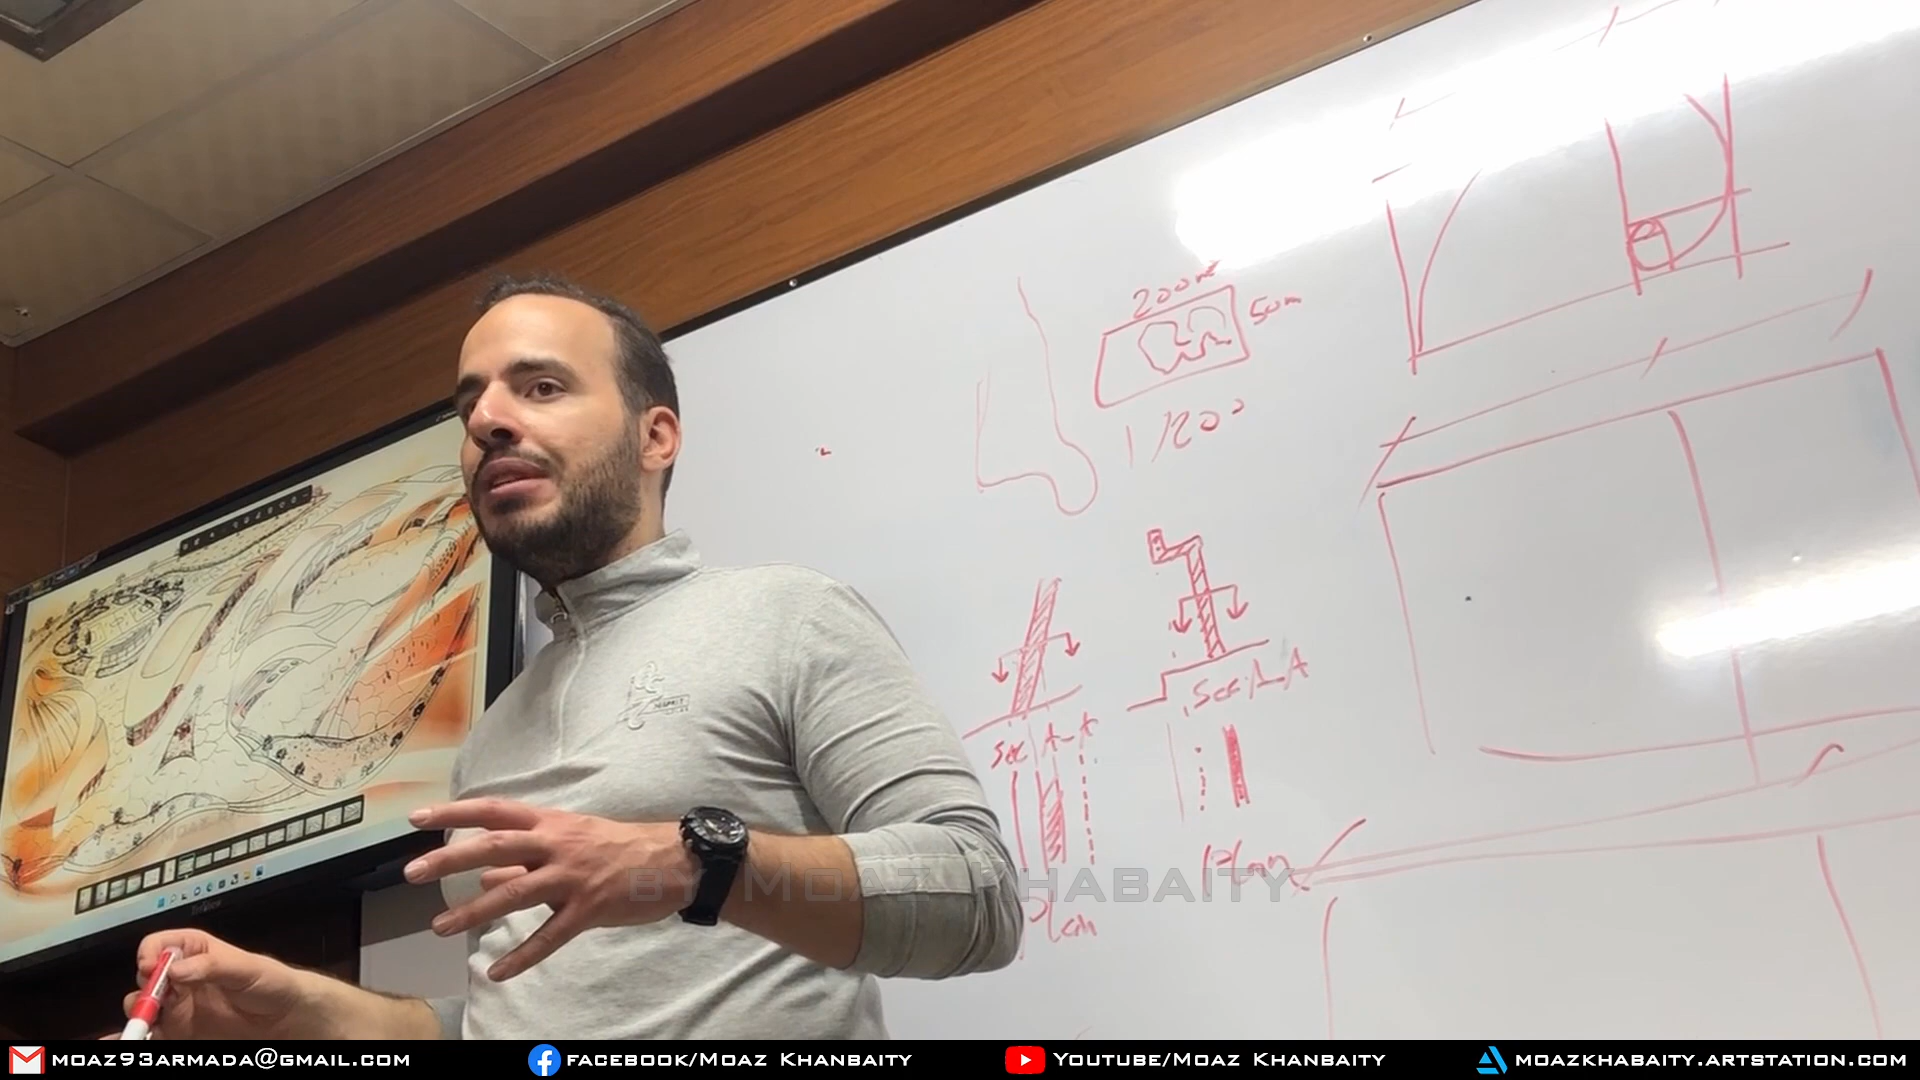 200m
50m
1/200
Sec A-A
Sec A-A
Plan
Plan
BY MOAZ KHABAITY
MOAZ93ARMADA@GMAIL.COM
FACEBOOK/MOAZ KHANBAITY
YOUTUBE/MOAZ KHANBAITY
MOAZKHABAITY.ARTSTATION.COM